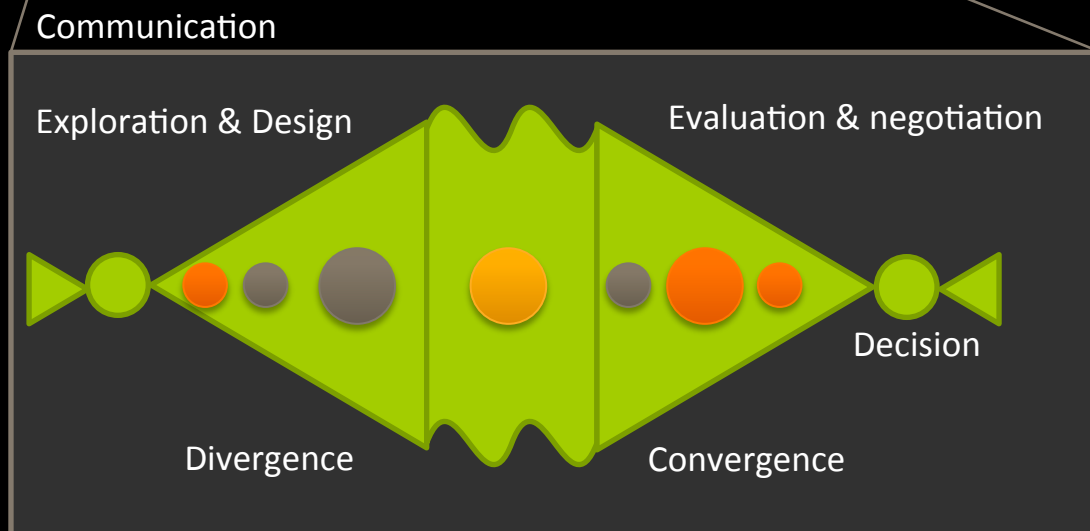 Communication
Exploration & Design
Evaluation & negotiation
Decision
Divergence
Convergence